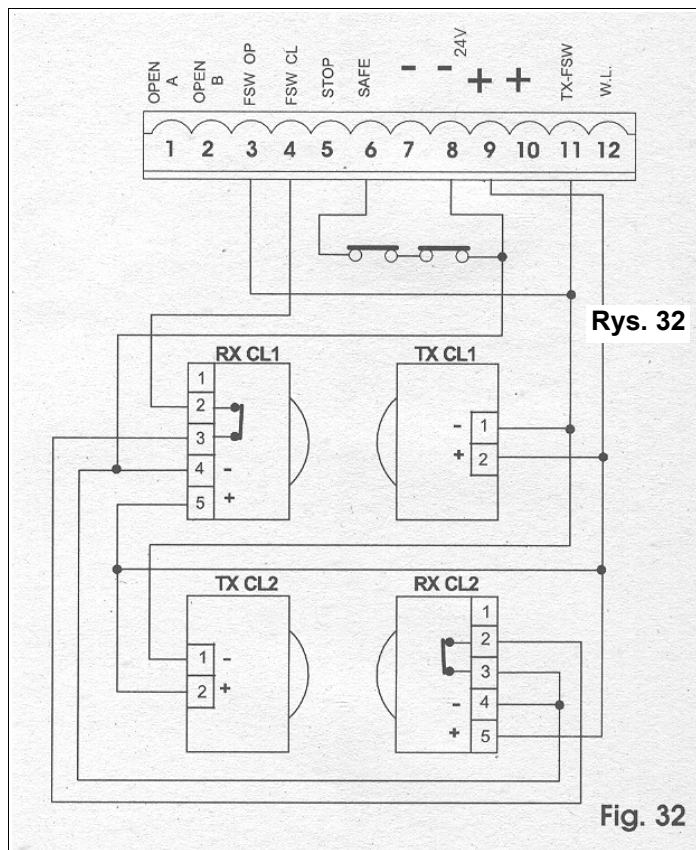 OPEN A
OPEN B
FSW OP
FSW CL
STOP
SAFE
- - 24V + +
TX-FSW
W.L.
1 2 3 4 5 6 7 8 9 10 11 12
Rys. 32
RX CL1
1
2
3
4 -
5 +
TX CL1
- 1
+ 2
TX CL2
1 -
2 +
RX CL2
1
2
3
- 4
+ 5
Fig. 32